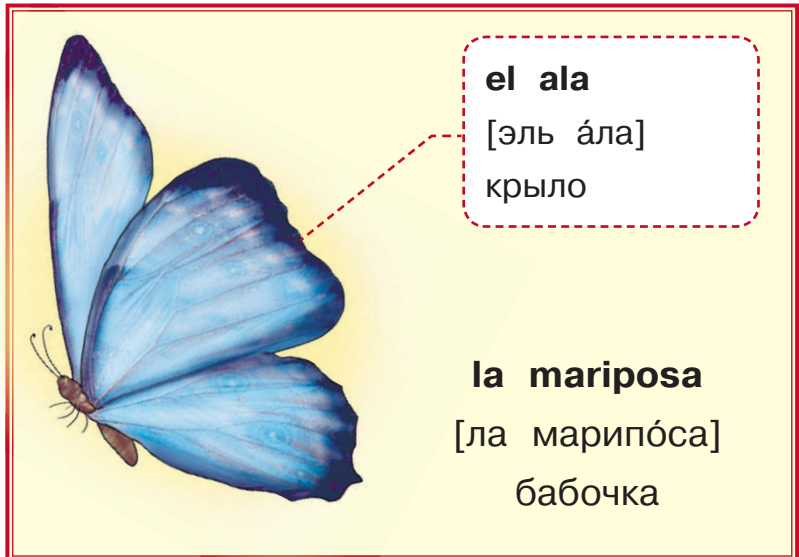 el ala
[эль а́ла]
крыло
la mariposa
[ла марипо́са]
бабочка